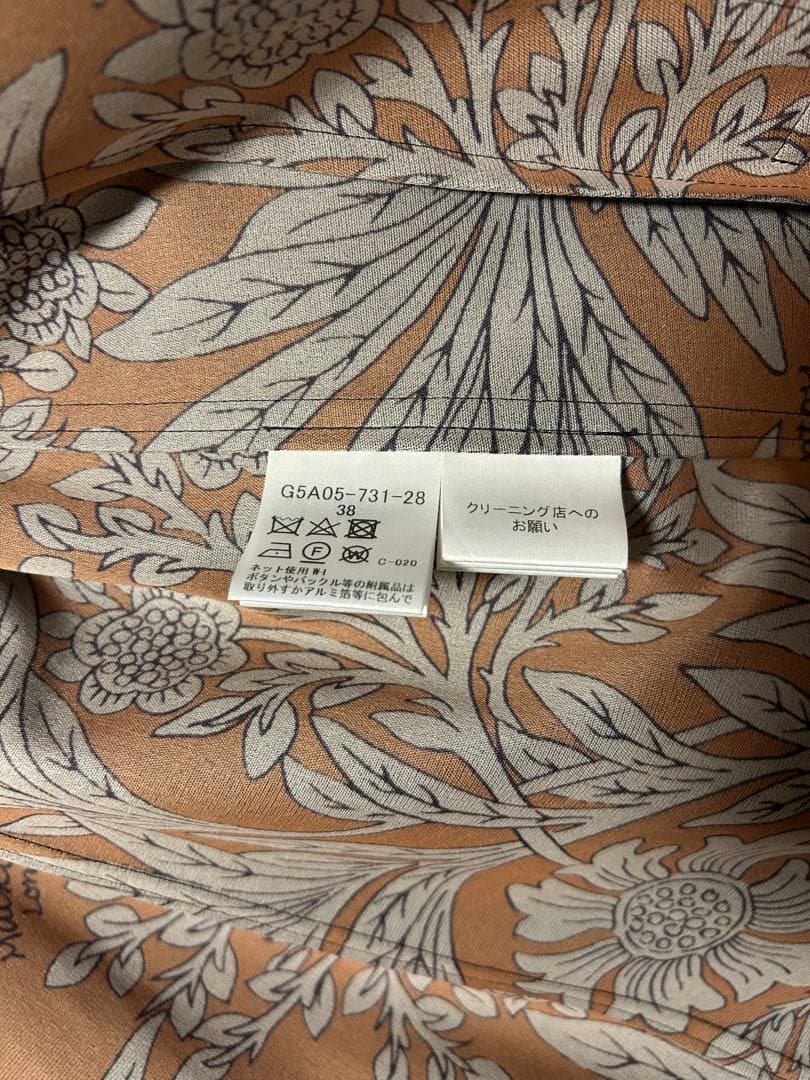 G5A05-731-28
38
C-020
ネット使用
ボタンやバックル等の附属品は
取り外すかアルミ箔等に包んで
クリーニング店への
お願い
Lon